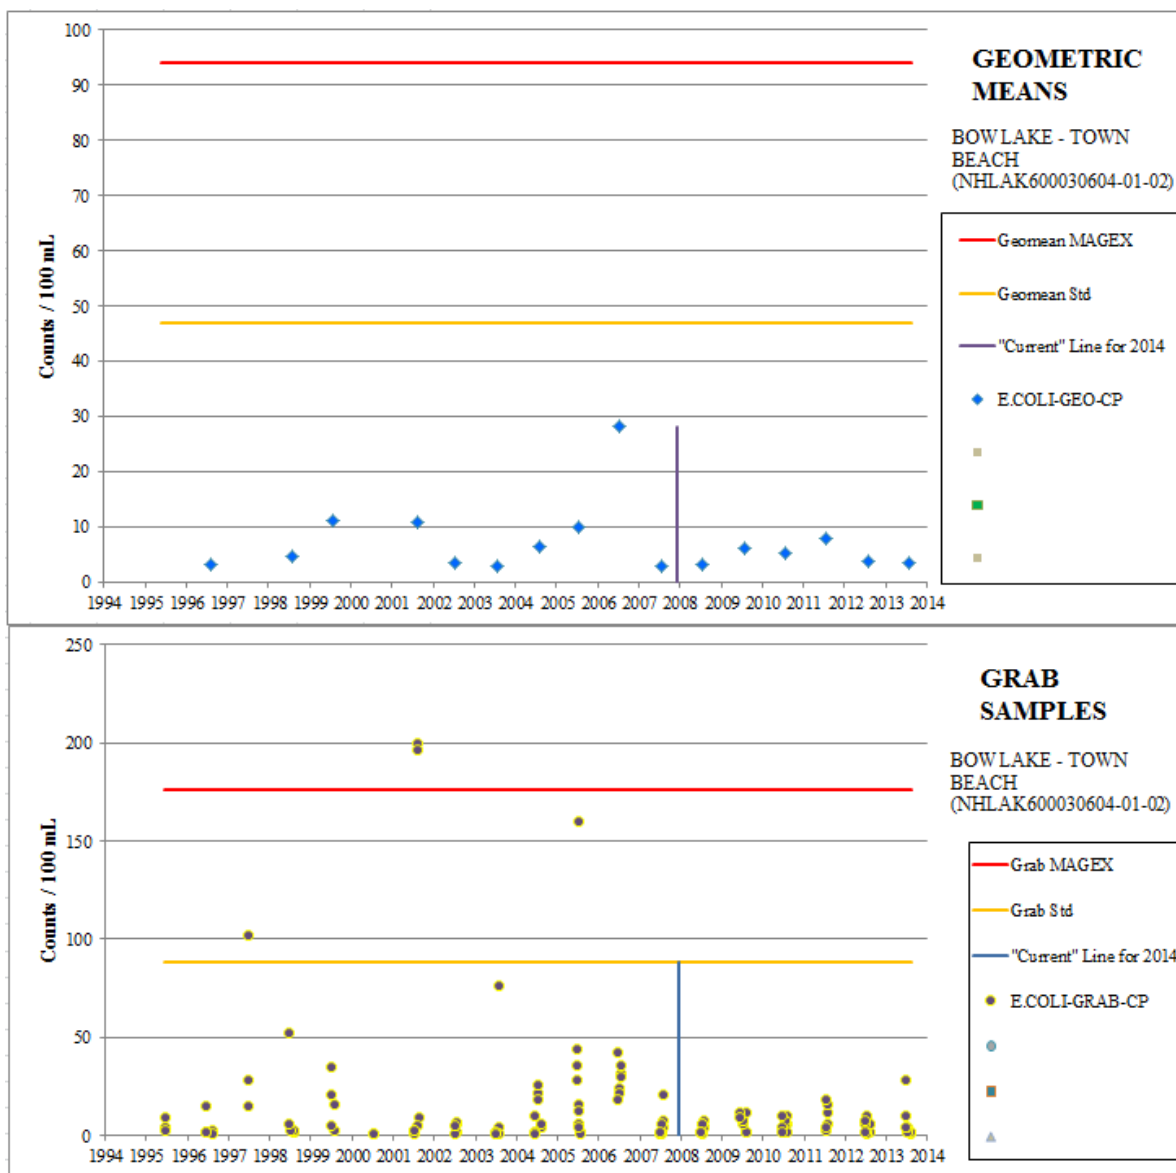 GEOMETRIC
MEANS
BOW LAKE - TOWN
BEACH
(NHLAK600030604-01-02)
Counts / 100 mL
100
90
80
70
60
50
40
30
20
10
0
1994 1995 1996 1997 1998 1999 2000 2001 2002 2003 2004 2005 2006 2007 2008 2009 2010 2011 2012 2013 2014
Geomean MAGEX
Geomean Std
"Current" Line for 2014
E.COLI-GEO-CP
GRAB
SAMPLES
BOW LAKE - TOWN
BEACH
(NHLAK600030604-01-02)
Counts / 100 mL
250
200
150
100
50
0
1994 1995 1996 1997 1998 1999 2000 2001 2002 2003 2004 2005 2006 2007 2008 2009 2010 2011 2012 2013 2014
Grab MAGEX
Grab Std
"Current" Line for 2014
E.COLI-GRAB-CP